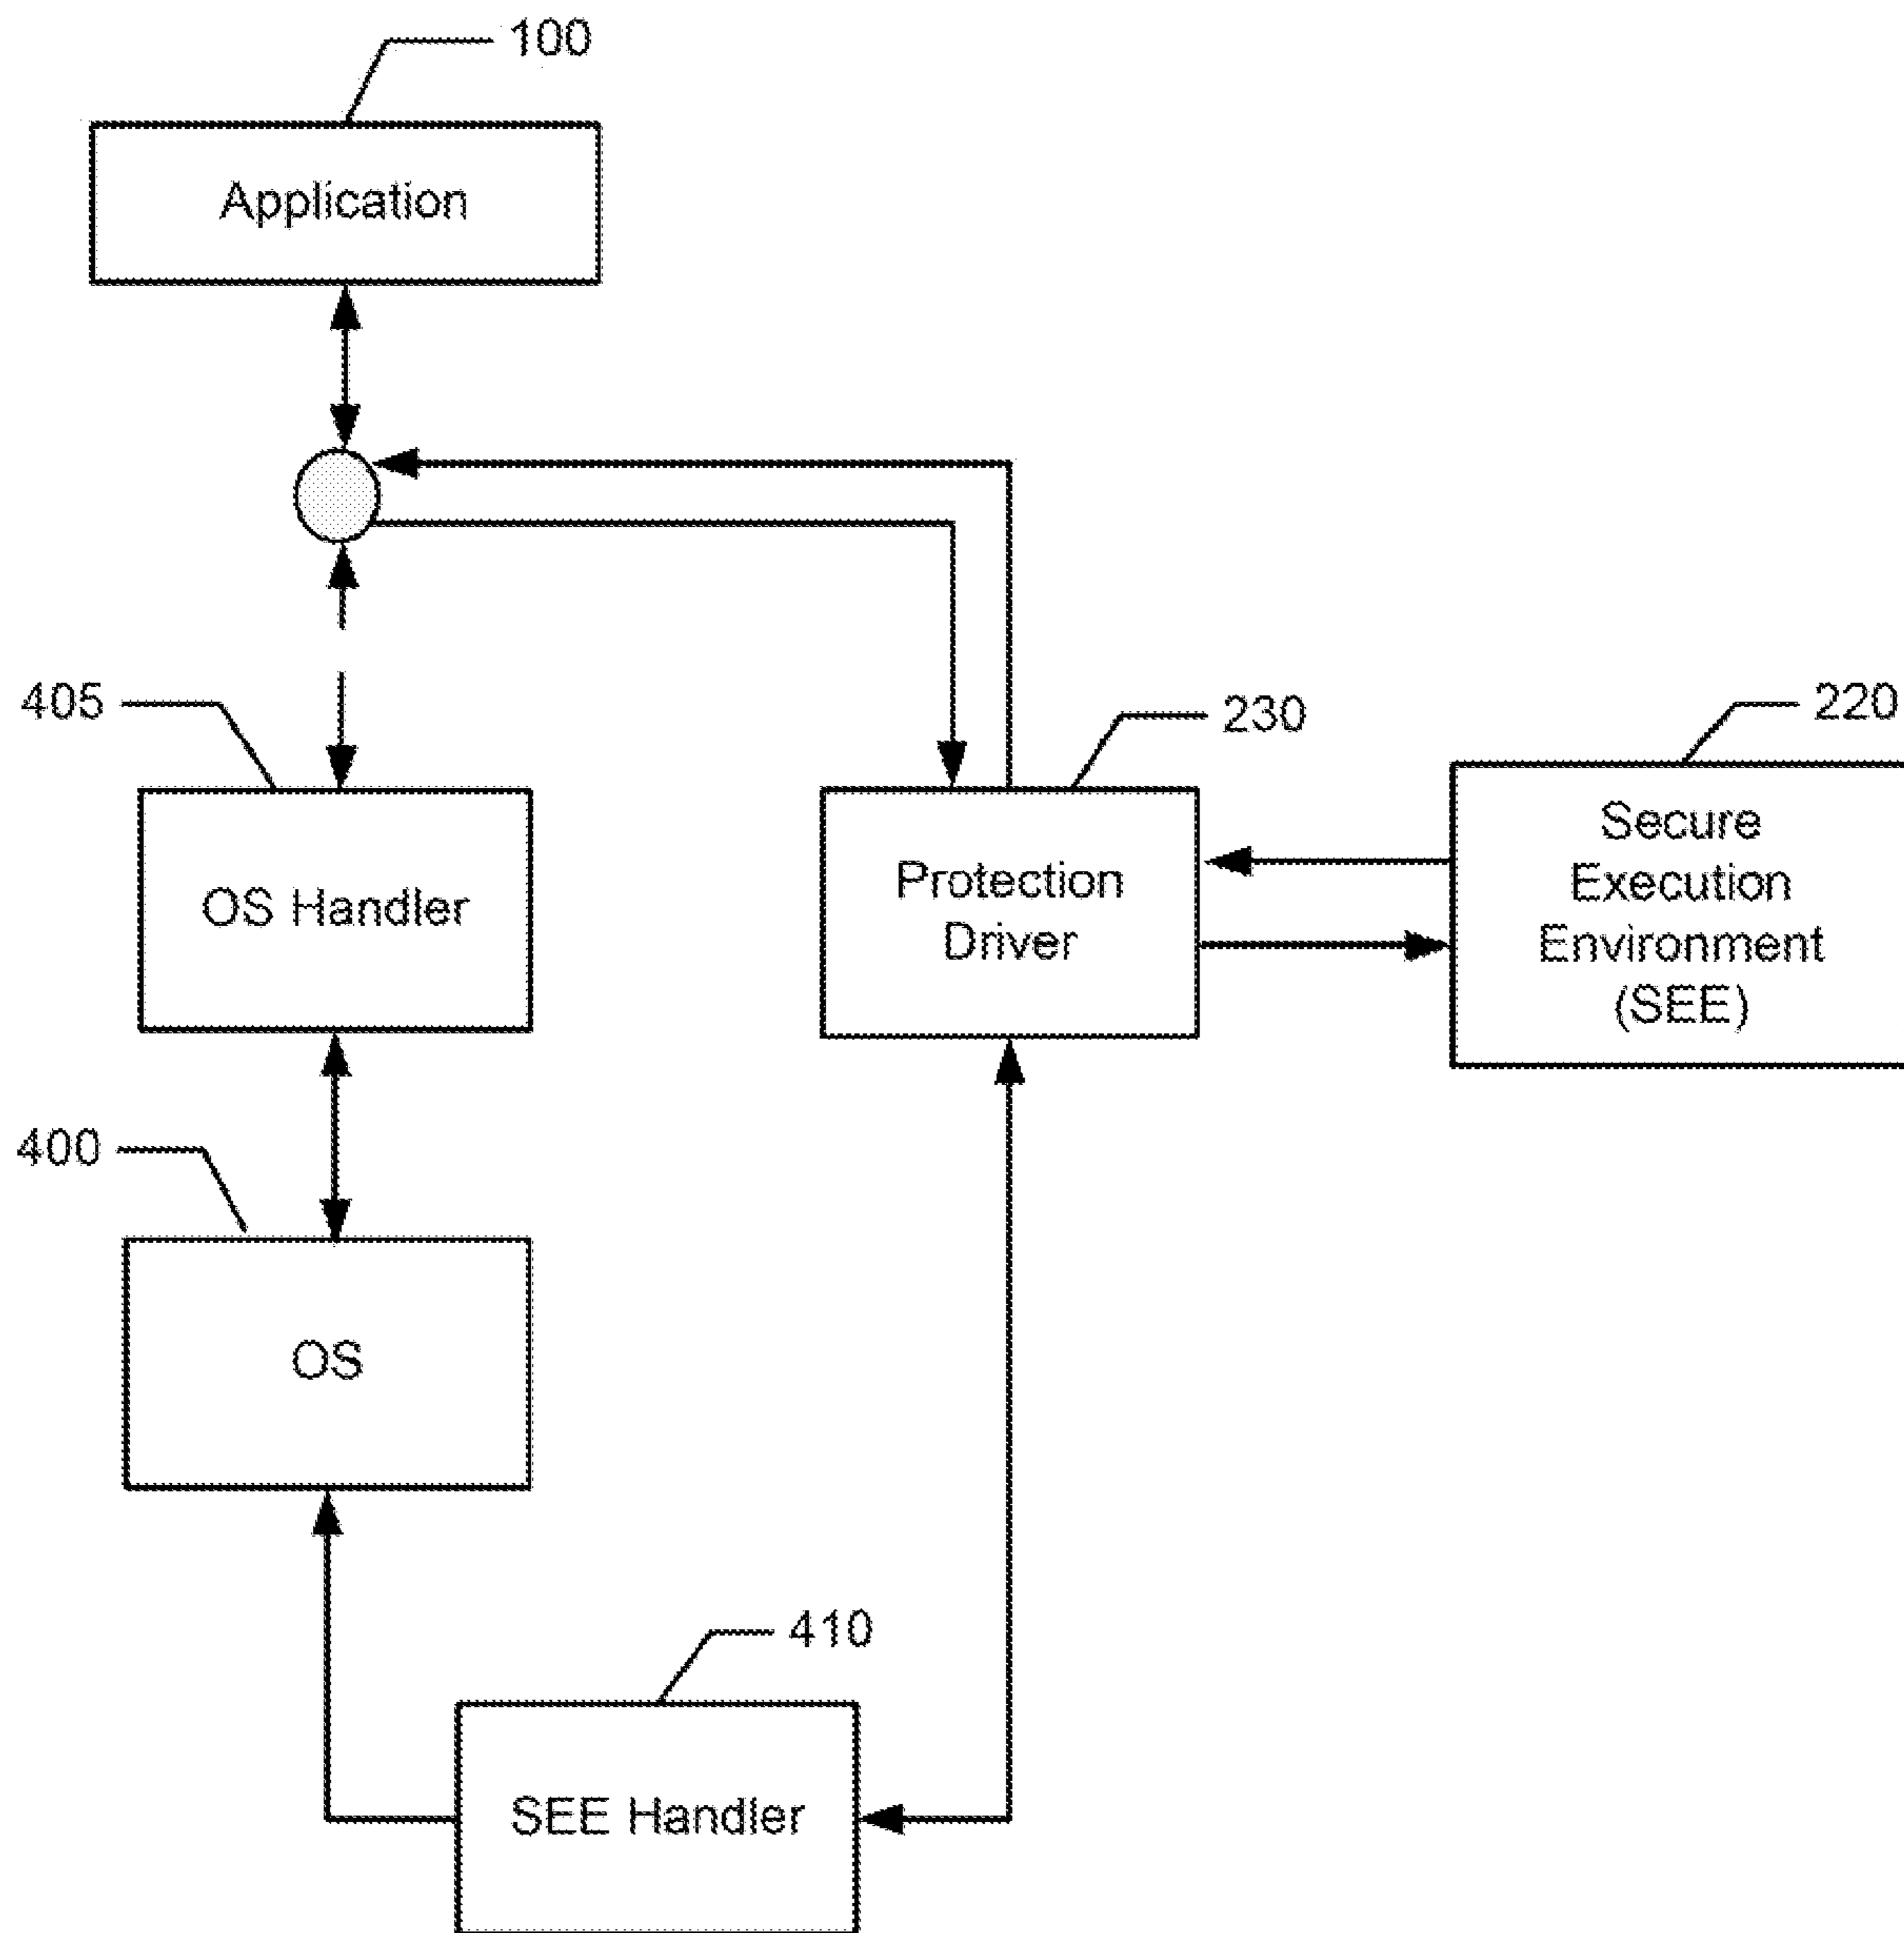 100
Application
405
230
220
OS Handler
Protection
Driver
Secure
Execution
Environment
(SEE)
400
OS
410
SEE Handler